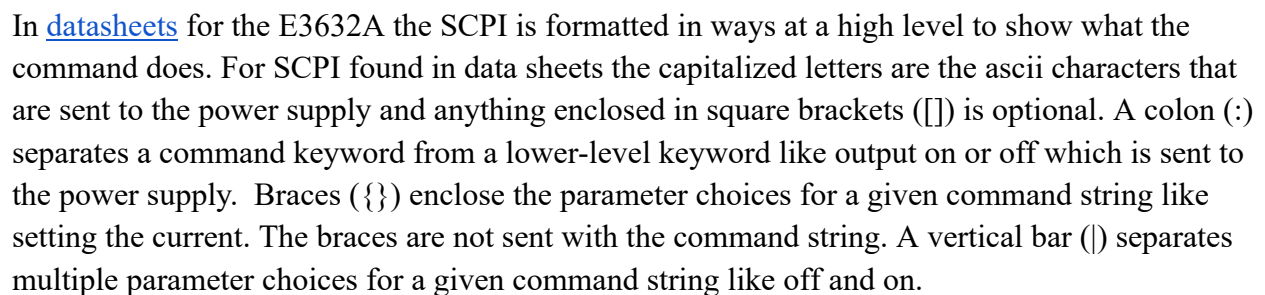 In datasheets for the E3632A the SCPI is formatted in ways at a high level to show what the
command does. For SCPI found in data sheets the capitalized letters are the ascii characters that
are sent to the power supply and anything enclosed in square brackets ([]) is optional. A colon (:)
separates a command keyword from a lower-level keyword like output on or off which is sent to
the power supply.  Braces ({}) enclose the parameter choices for a given command string like
setting the current. The braces are not sent with the command string. A vertical bar (|) separates
multiple parameter choices for a given command string like off and on.